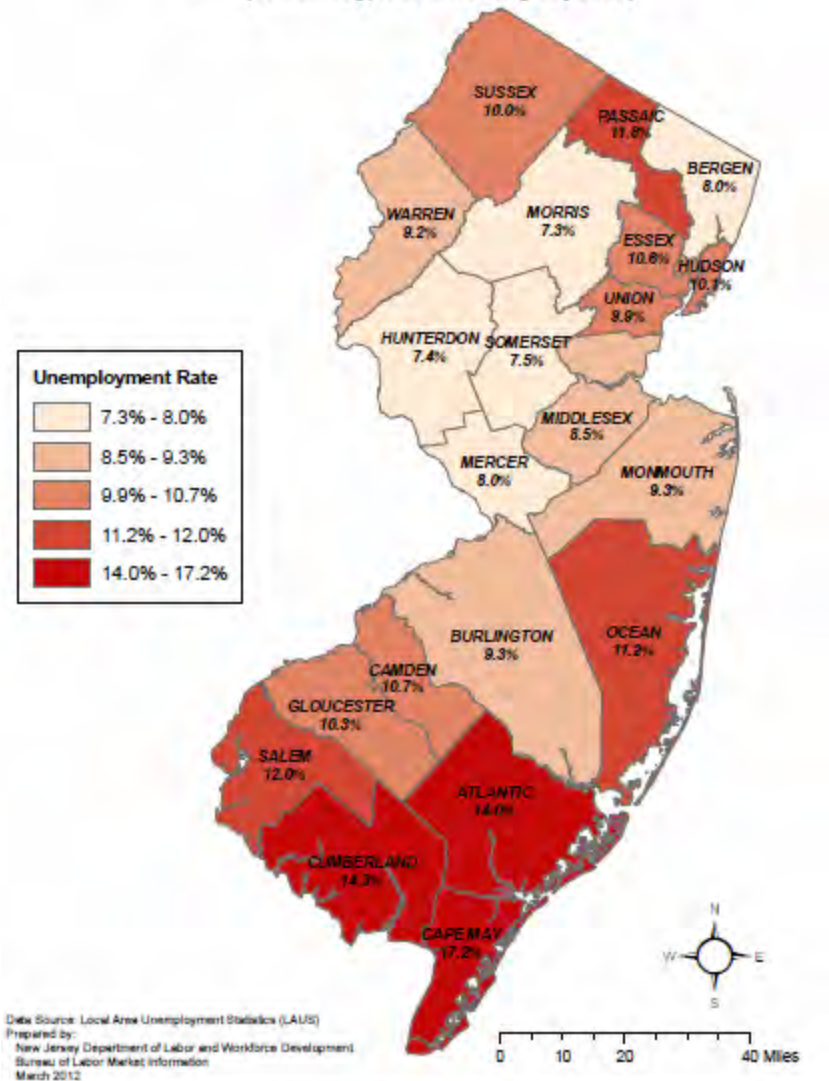 SUSSEX
10.0%
PASSAIC
11.8%
BERGEN
8.0%
WARREN
9.2%
MORRIS
7.3%
ESSEX
10.6%
HUDSON
10.1%
UNION
9.9%
HUNTERDON
7.4%
SOMERSET
7.5%
Unemployment Rate
7.3% - 8.0%
8.5% - 9.3%
9.9% - 10.7%
11.2% - 12.0%
14.0% - 17.2%
MIDDLESEX
8.5%
MERCER
8.0%
MONMOUTH
9.3%
BURLINGTON
9.3%
OCEAN
11.2%
CAMDEN
10.7%
GLOUCESTER
10.3%
SALEM
12.0%
ATLANTIC
14.0%
CUMBERLAND
14.3%
CAPE MAY
17.2%
N
W
E
S
Data Source: Local Area Unemployment Statistics (LAUS)
Prepared by:
New Jersey Department of Labor and Workforce Development
Bureau of Labor Market Information
March 2012
0 10 20 40 Miles